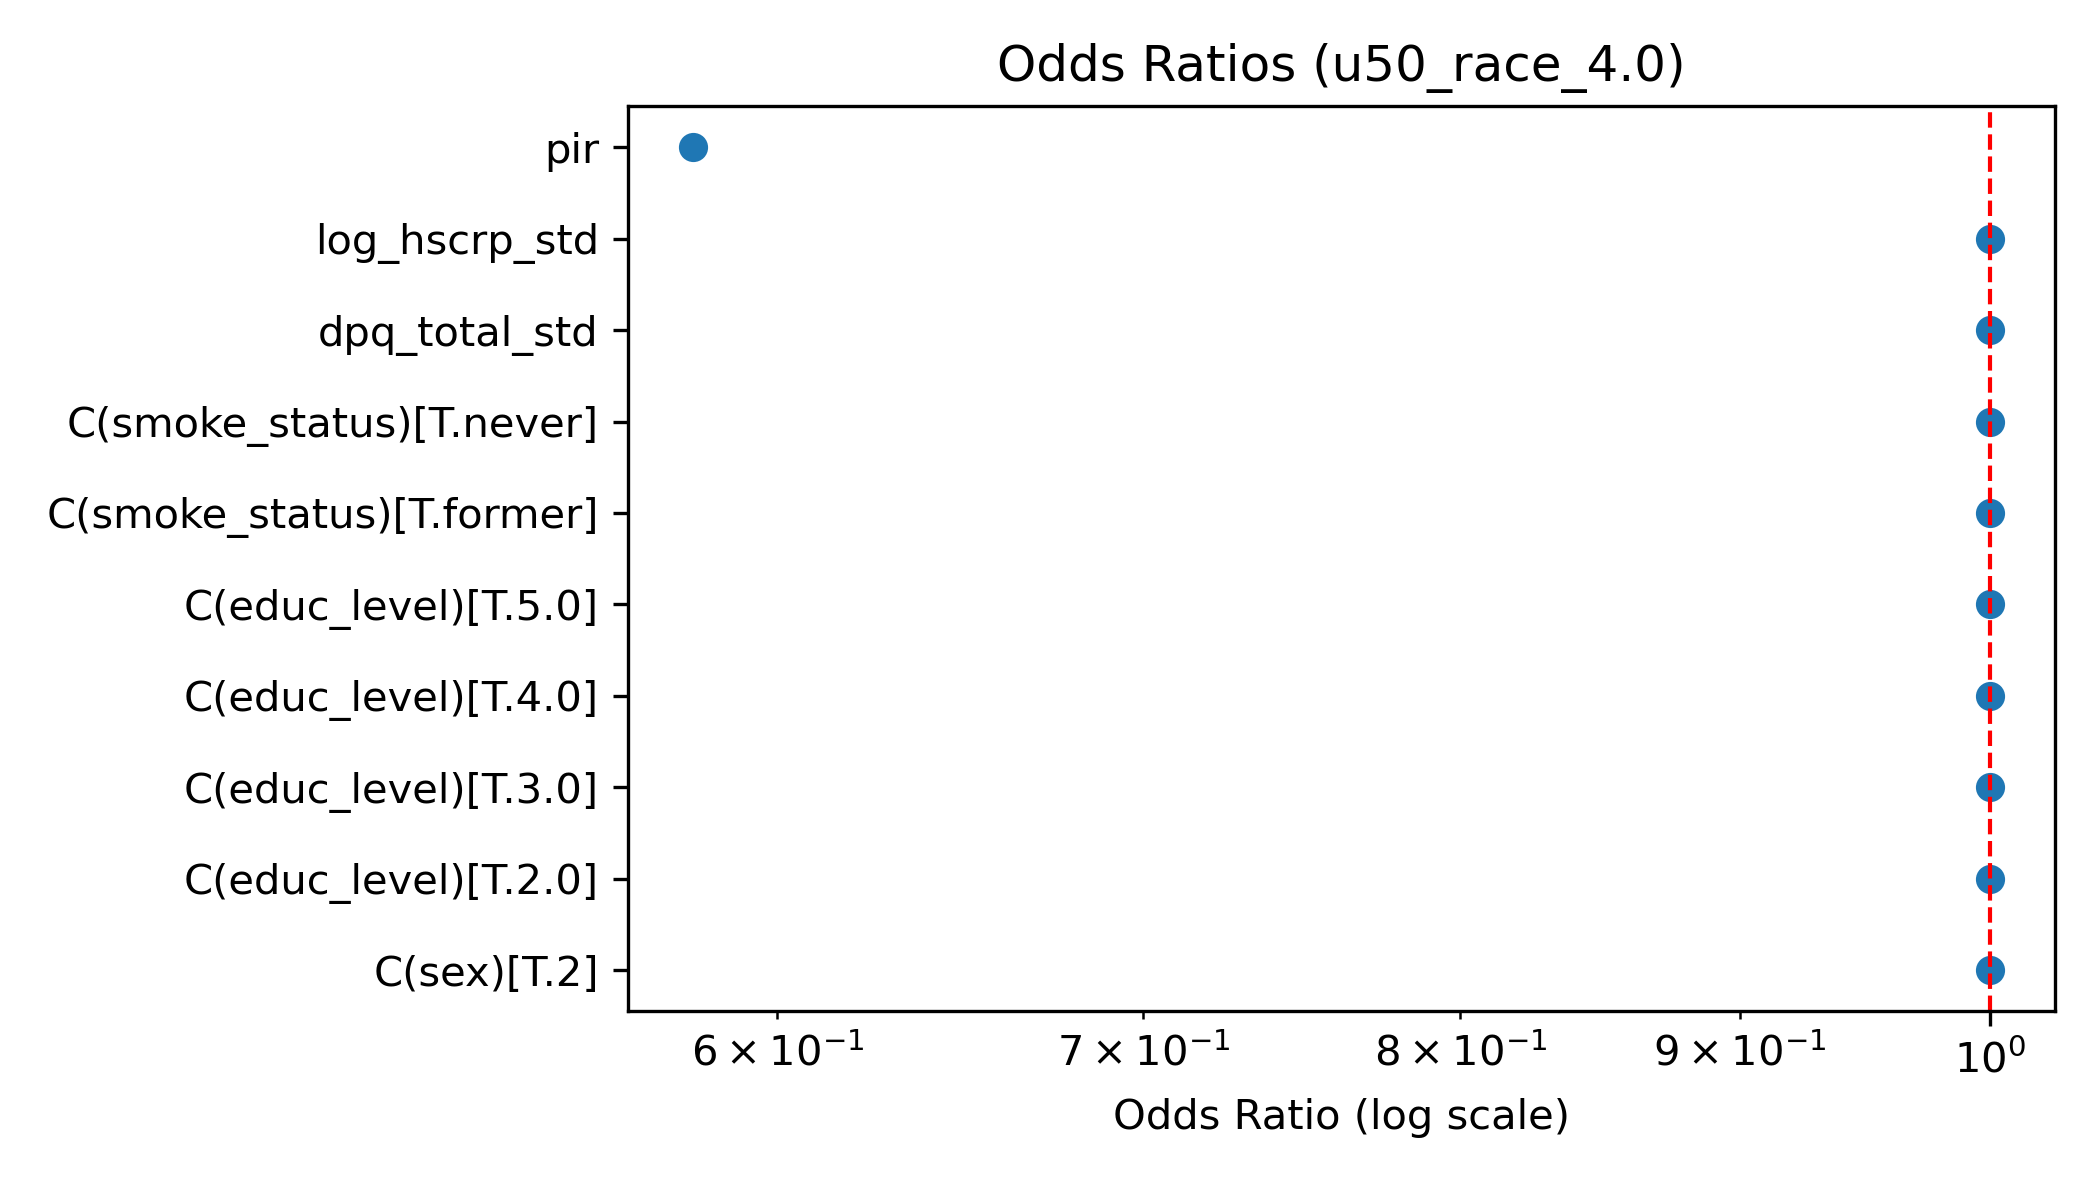 Odds Ratios (u50_race_4.0)
pir
log_hscrp_std
dpq_total_std
C(smoke_status)[T.never]
C(smoke_status)[T.former]
C(educ_level)[T.5.0]
C(educ_level)[T.4.0]
C(educ_level)[T.3.0]
C(educ_level)[T.2.0]
C(sex)[T.2]
6 × 10⁻¹ 7 × 10⁻¹ 8 × 10⁻¹ 9 × 10⁻¹ 10⁰
Odds Ratio (log scale)